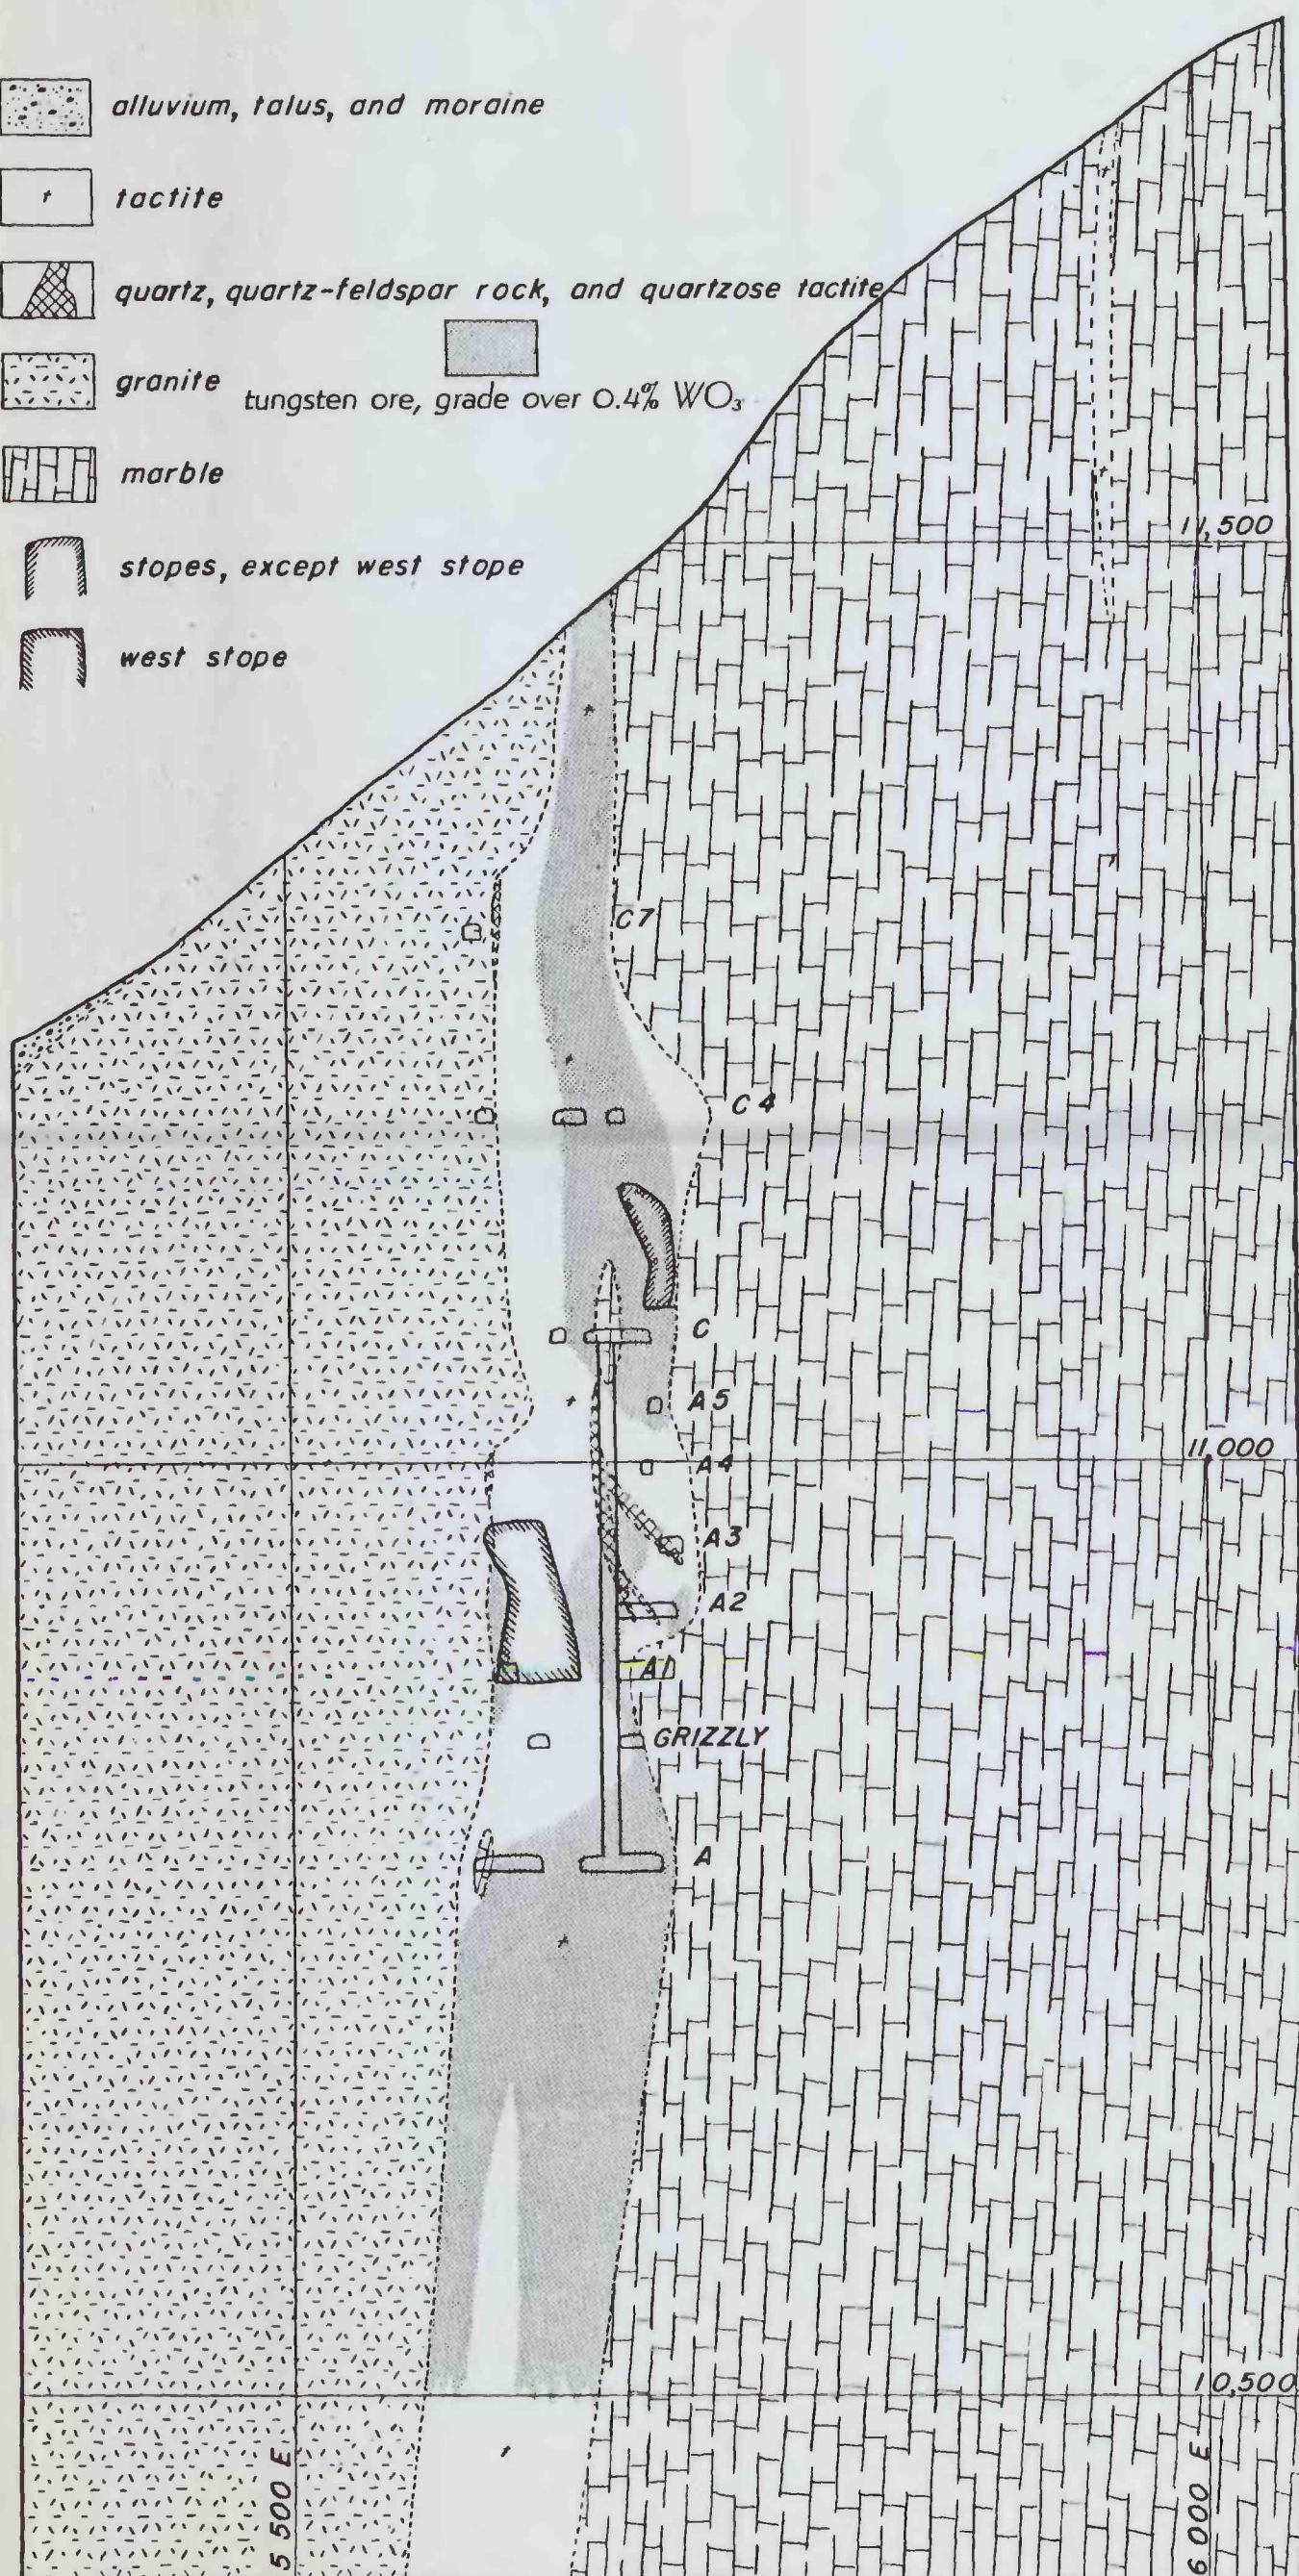 alluvium, talus, and moraine
tactite
quartz, quartz-feldspar rock, and quartzose tactite
granite
tungsten ore, grade over 0.4% WO₃
marble
11,500
stopes, except west stope
west stope
C7
C 4
C
A5
11,000
A4
A3
A2
A1
GRIZZLY
A
10,500
5 500 E
6 000 E